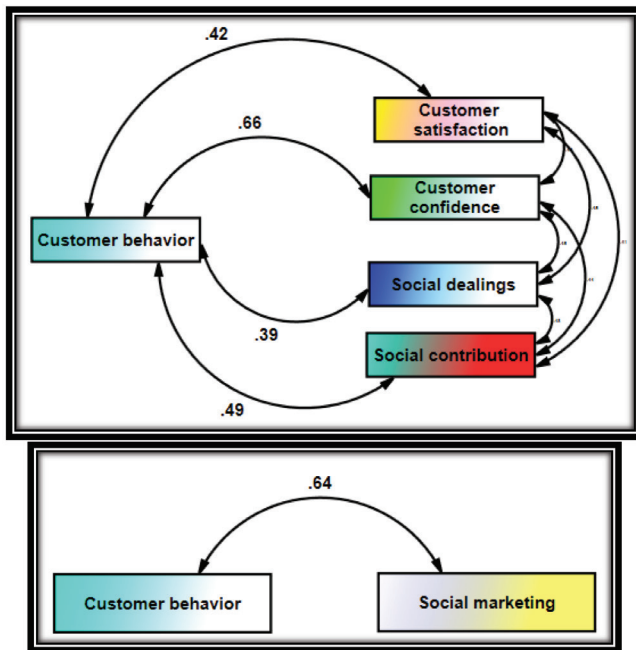 .42
Customer
satisfaction
.66
Customer
confidence
Customer behavior
Social dealings
.39
Social contribution
.49
.64
Customer behavior
Social marketing